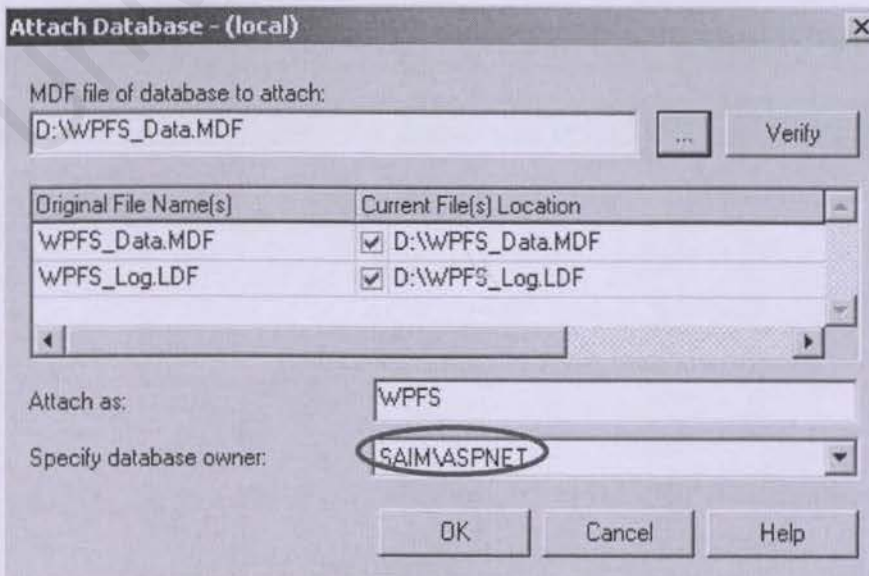 Attach Database - (local)
MDF file of database to attach:
D:\WPFS_Data.MDF
... Verify
Original File Name(s) Current File(s) Location
WPFS_Data.MDF D:\WPFS_Data.MDF
WPFS_Log.LDF D:\WPFS_Log.LDF
Attach as: WPFS
Specify database owner: SAIM\ASPNET
OK Cancel Help